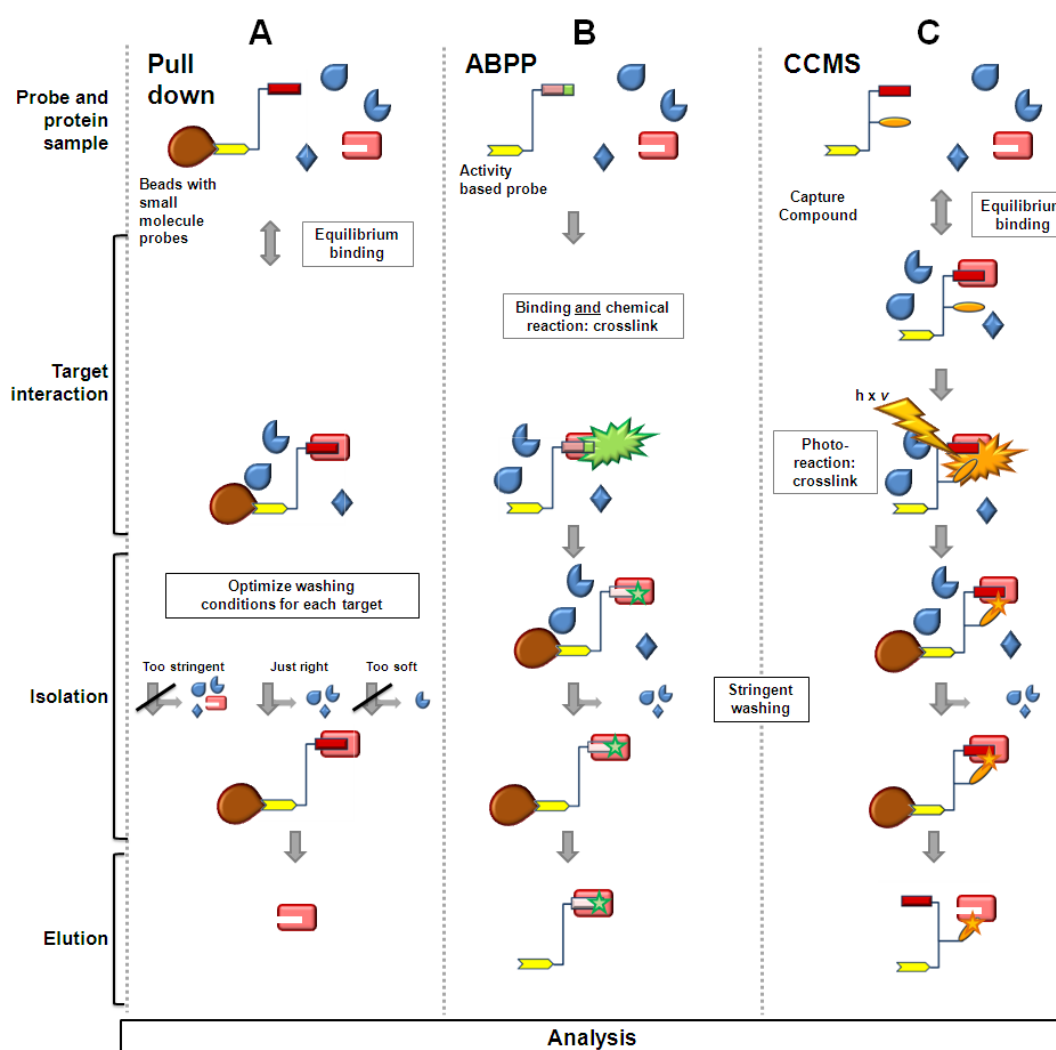 A
B
C
Pull
down
ABPP
CCMS
Probe and
protein
sample
Beads with
small
molecule
probes
Activity
based probe
Capture
Compound
Equilibrium
binding
Equilibrium
binding
Binding and chemical
reaction: crosslink
Target
interaction
h x v
Photo-
reaction:
crosslink
Optimize washing
conditions for each target
Too stringent
Just right
Too soft
Isolation
Stringent
washing
Elution
Analysis